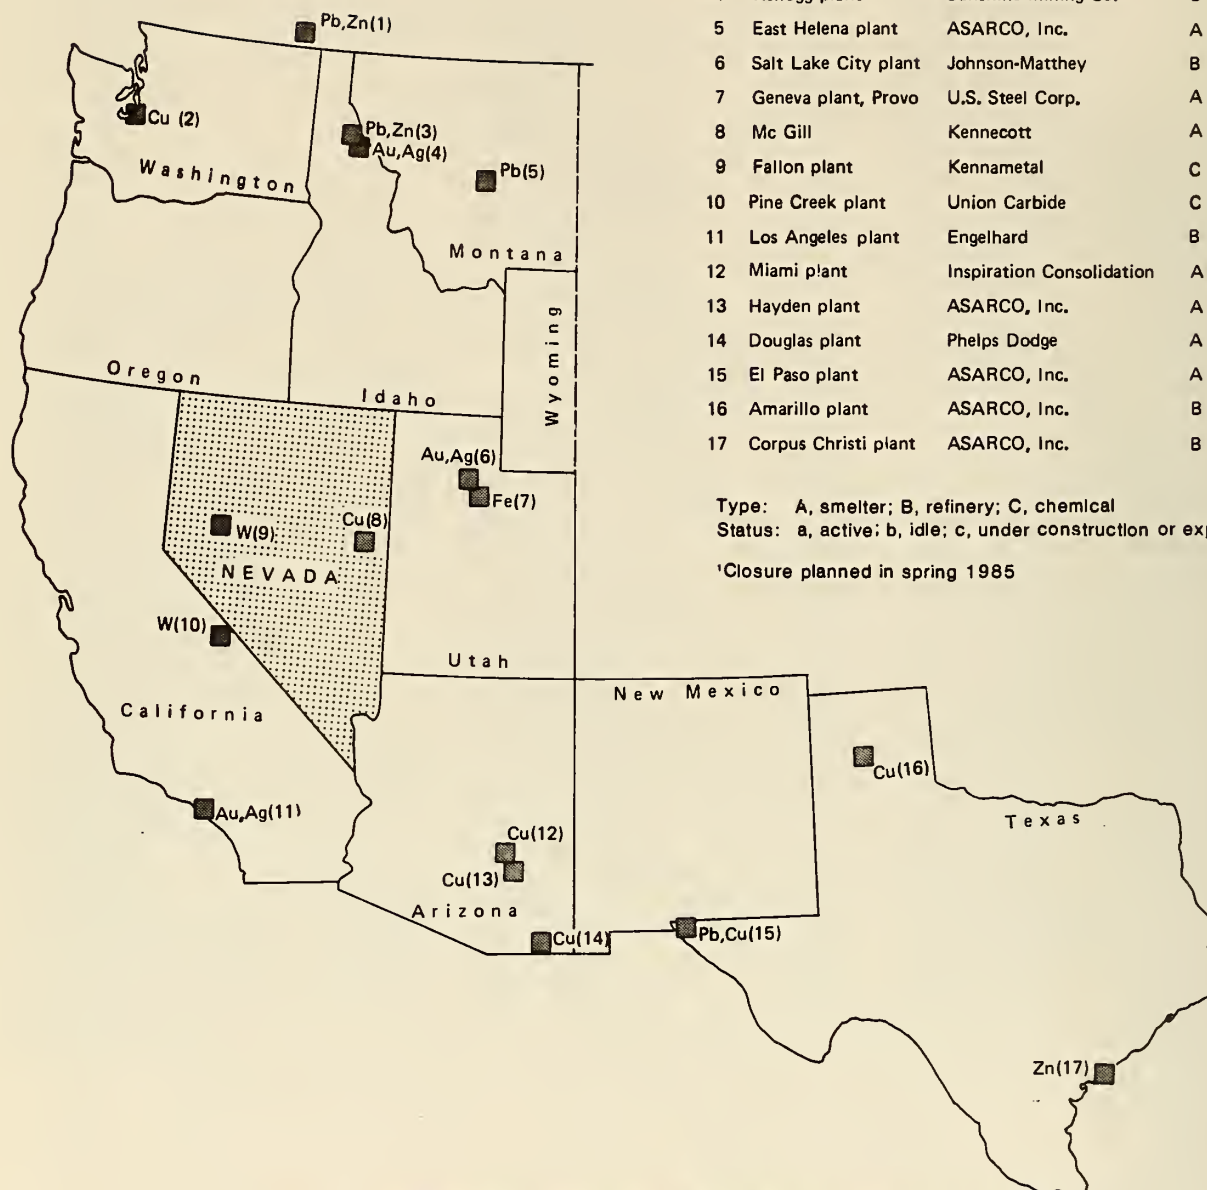 5 East Helena plant ASARCO, Inc. A
6 Salt Lake City plant Johnson-Matthey B
7 Geneva plant, Provo U.S. Steel Corp. A
8 Mc Gill Kennecott A
9 Fallon plant Kennametal C
10 Pine Creek plant Union Carbide C
11 Los Angeles plant Engelhard B
12 Miami plant Inspiration Consolidation A
13 Hayden plant ASARCO, Inc. A
14 Douglas plant Phelps Dodge A
15 El Paso plant ASARCO, Inc. A
16 Amarillo plant ASARCO, Inc. B
17 Corpus Christi plant ASARCO, Inc. B
Type: A, smelter; B, refinery; C, chemical
Status: a, active; b, idle; c, under construction or
¹Closure planned in spring 1985
Pb,Zn(1)
Cu (2)
Pb,Zn(3)
Au,Ag(4)
Pb(5)
Washington
Montana
Wyoming
Oregon
Idaho
Au,Ag(6)
Fe(7)
Cu(8)
W(9)
NEVADA
W(10)
Utah
New Mexico
California
Cu(16)
Au,Ag(11)
Texas
Cu(12)
Cu(13)
Arizona
Cu(14)
Pb,Cu(15)
Zn(17)